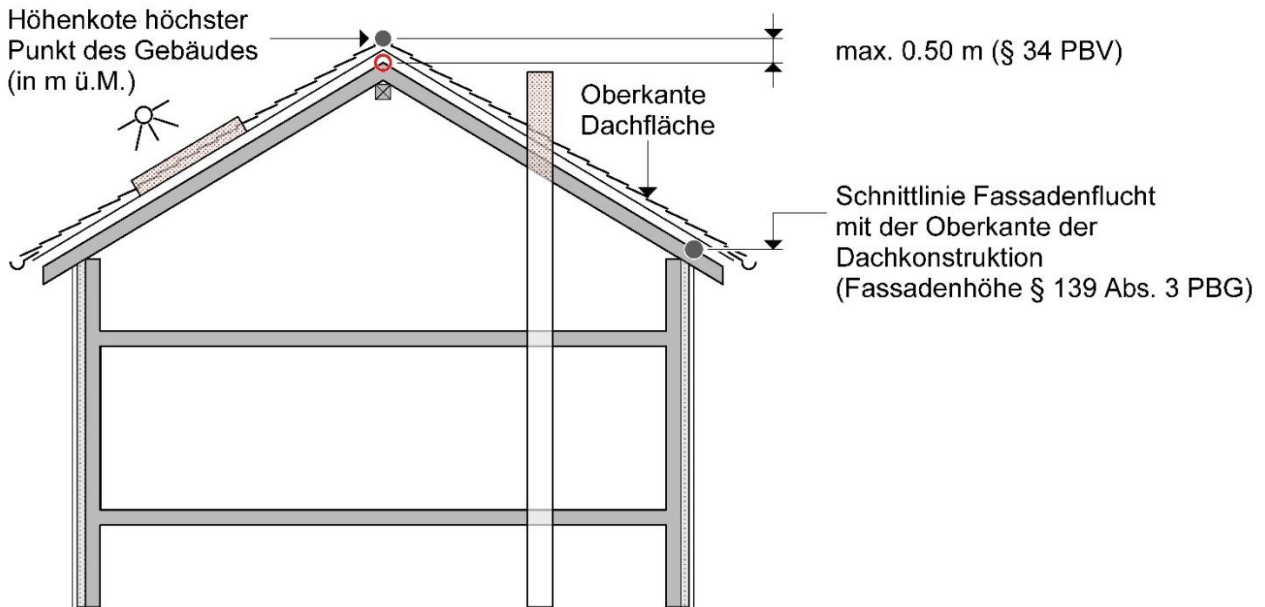 Höhenkote höchster
Punkt des Gebäudes
(in m ü.M.)
max. 0.50 m (§ 34 PBV)
Oberkante
Dachfläche
Schnittlinie Fassadenflucht
mit der Oberkante der
Dachkonstruktion
(Fassadenhöhe § 139 Abs. 3 PBG)